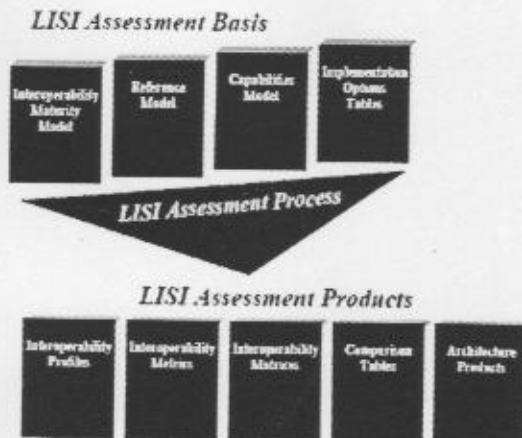 LISI Assessment Basis
Interoperability
Maturity
Model
Reference
Model
Capabilities
Model
Implementation
Options
Tables
LISI Assessment Process
LISI Assessment Products
Interoperability
Profiles
Interoperability
Metrics
Interoperability
Matrices
Comparison
Tables
Architecture
Products